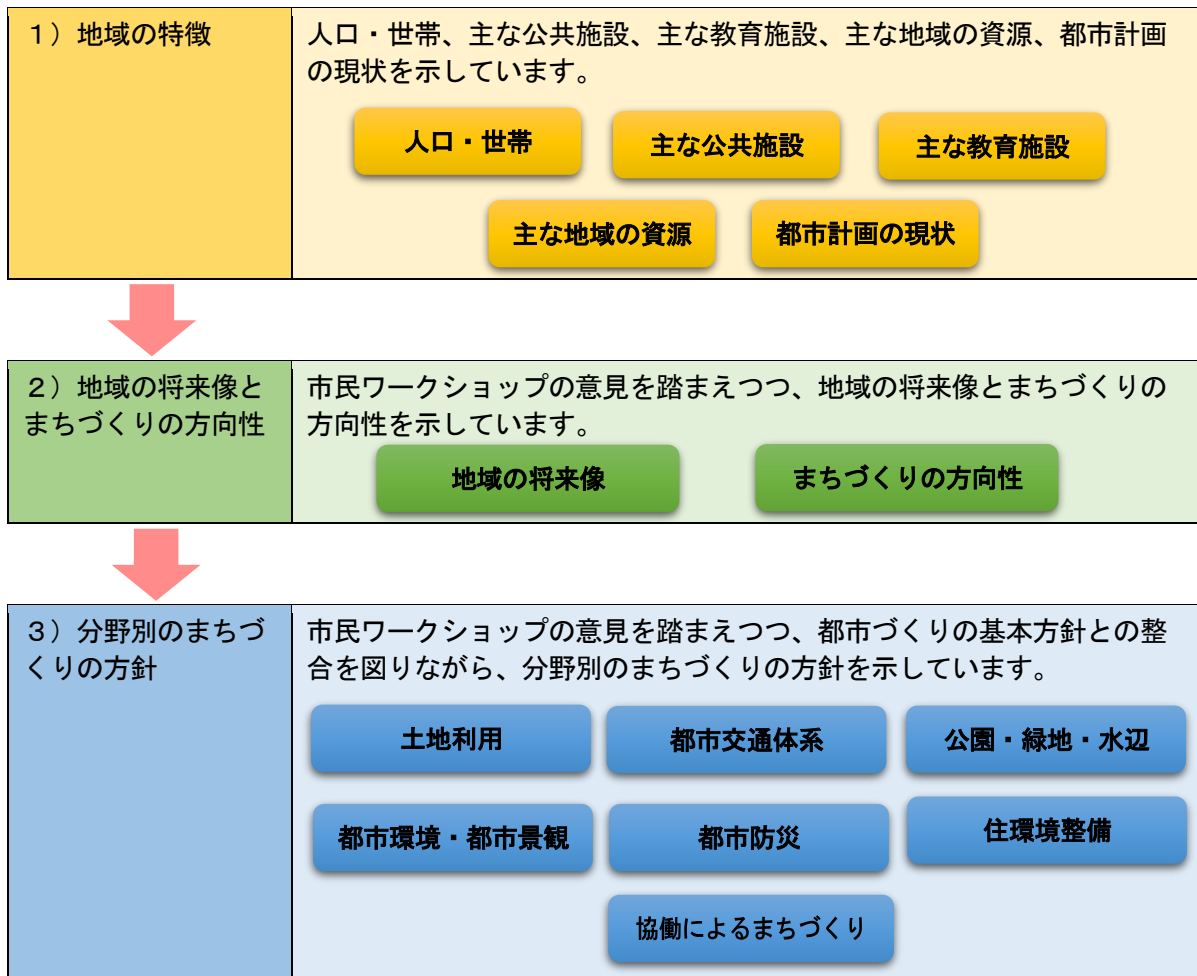 １）地域の特徴
人口・世帯、主な公共施設、主な教育施設、主な地域の資源、都市計画
の現状を示しています。
人口・世帯
主な公共施設
主な教育施設
主な地域の資源
都市計画の現状
２）地域の将来像と
まちづくりの方向性
市民ワークショップの意見を踏まえつつ、地域の将来像とまちづくりの
方向性を示しています。
地域の将来像
まちづくりの方向性
３）分野別のまちづ
くりの方針
市民ワークショップの意見を踏まえつつ、都市づくりの基本方針との整
合を図りながら、分野別のまちづくりの方針を示しています。
土地利用
都市交通体系
公園・緑地・水辺
都市環境・都市景観
都市防災
住環境整備
協働によるまちづくり